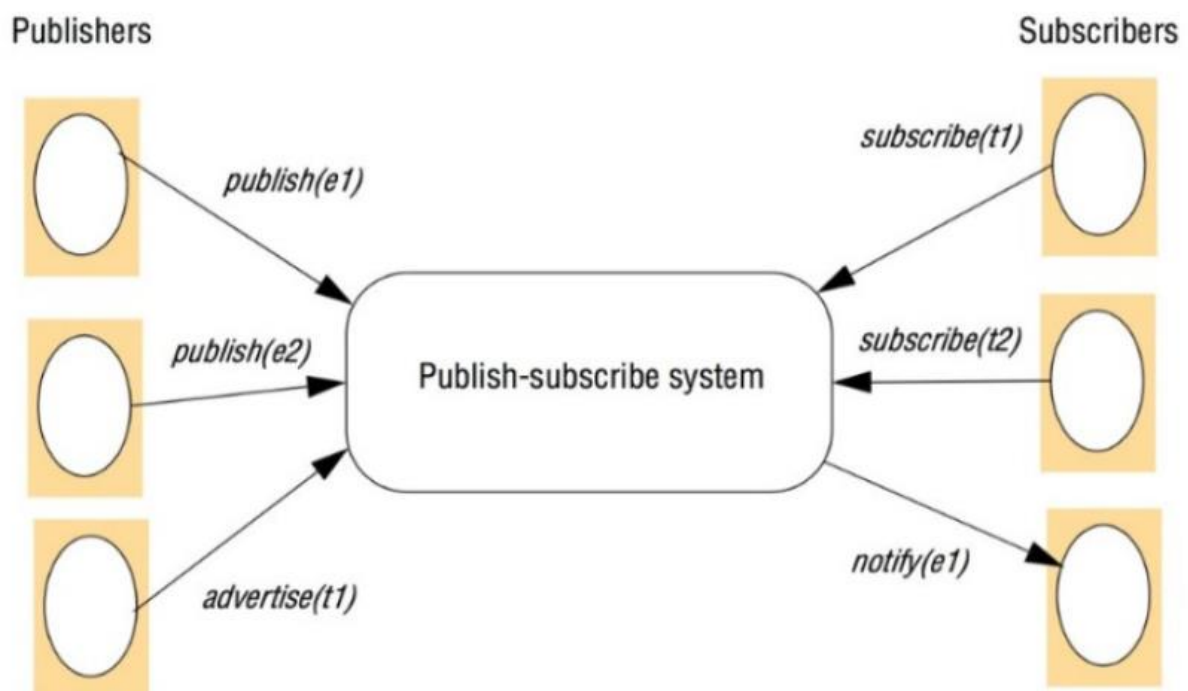 Publishers
Subscribers
subscribe(t1)
publish(e1)
publish(e2)
subscribe(t2)
Publish-subscribe system
notify(e1)
advertise(t1)